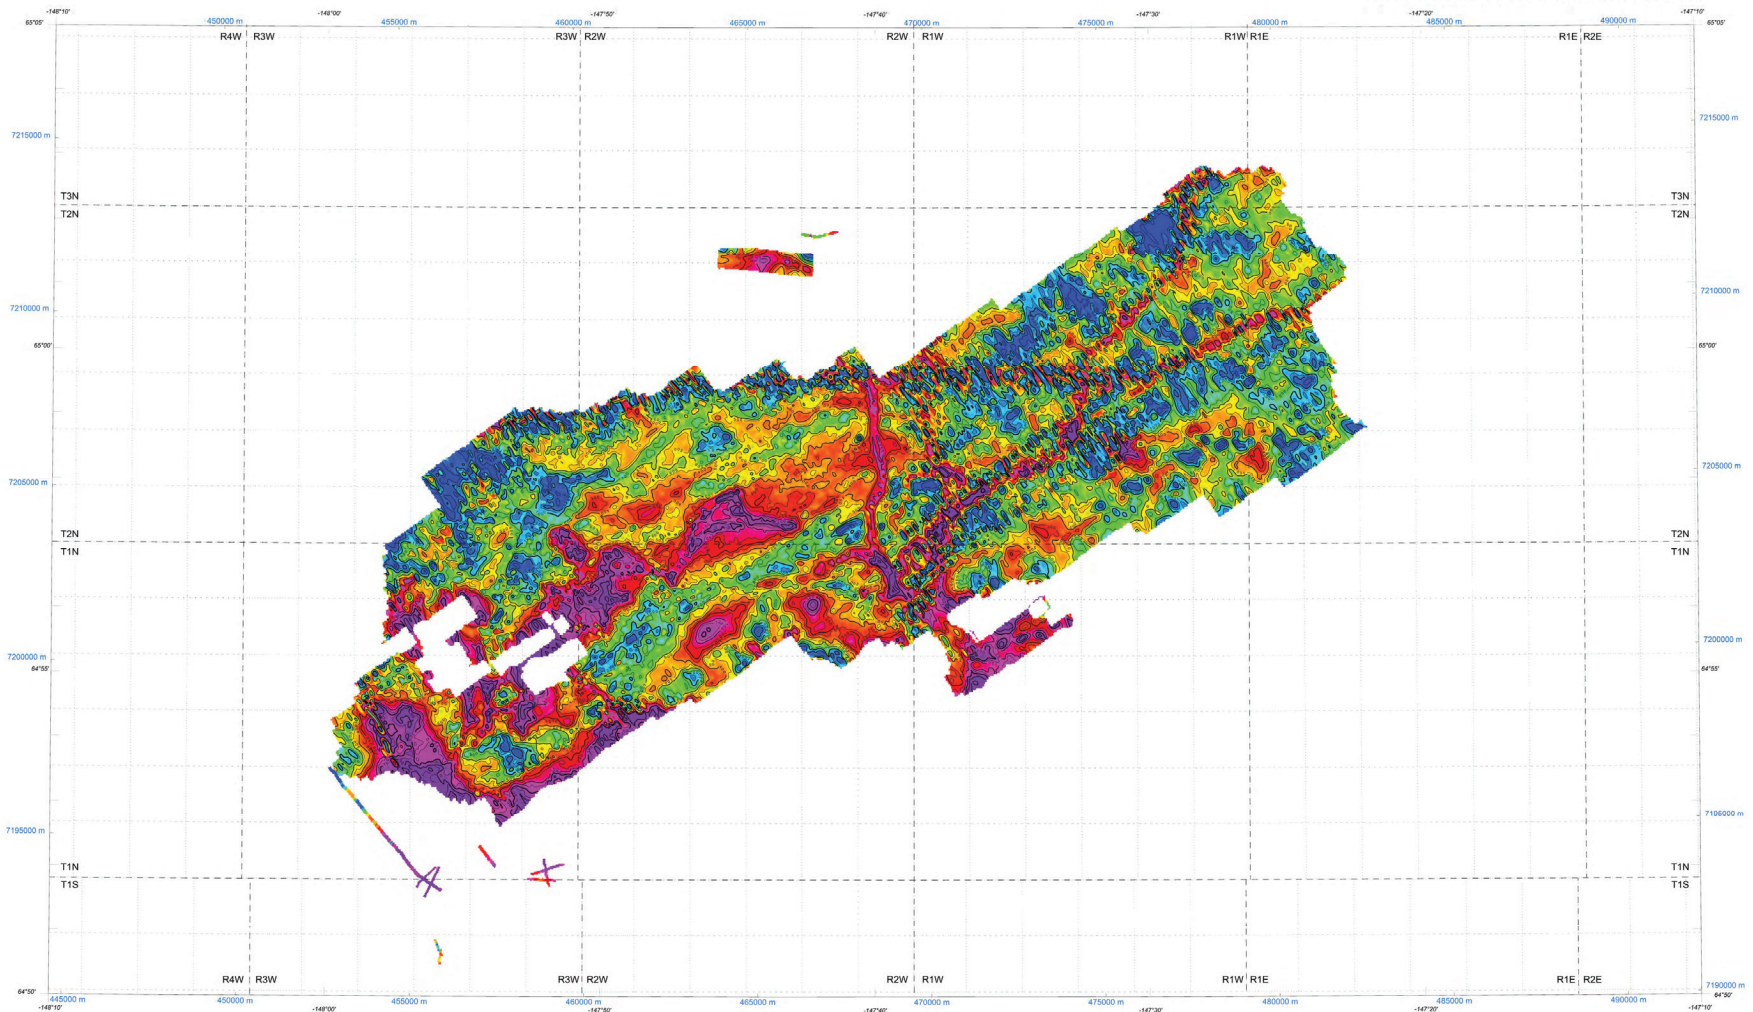 -148°10' -148°00' -147°50' -147°40' -147°30' -147°20' -147°10'
65°05' 450000 m 455000 m 460000 m 465000 m 470000 m 475000 m 480000 m 485000 m 490000 m 65°05'
R4W R3W R3W R2W R2W R1W R1W R1E R1E R2E
7215000 m 7215000 m
T3N T3N
T2N T2N
7210000 m 7210000 m
65°00' 65°00'
7205000 m 7205000 m
T2N T2N
T1N T1N
7200000 m 7200000 m
64°55' 64°55'
7195000 m 7195000 m
T1N T1N
T1S T1S
R4W R3W R3W R2W R2W R1W R1W R1E R1E R2E
64°50' 7190000 m
445000 m 450000 m 455000 m 460000 m 465000 m 470000 m 475000 m 480000 m 485000 m 490000 m 64°50'
-148°10' -148°00' -147°50' -147°40' -147°30' -147°20' -147°10'